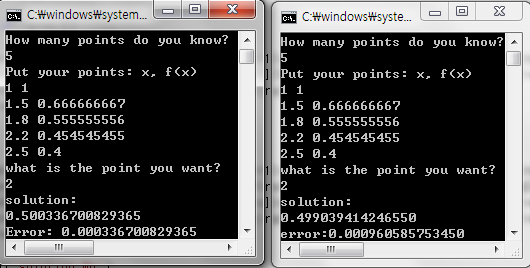 C:₩windows₩system...
How many points do you know?
5
Put your points: x, f(x)
1 1
1.5 0.666666667
1.8 0.555555556
2.2 0.454545455
2.5 0.4
what is the point you want?
2
solution:
0.500336700829365
Error: 0.000336700829365
C:₩windows₩system...
How many points do you know?
5
Put your points: x, f(x)
1 1
1.5 0.666666667
1.8 0.555555556
2.2 0.454545455
2.5 0.4
what is the point you want?
2
solution:
0.499039414246550
error:0.000960585753450